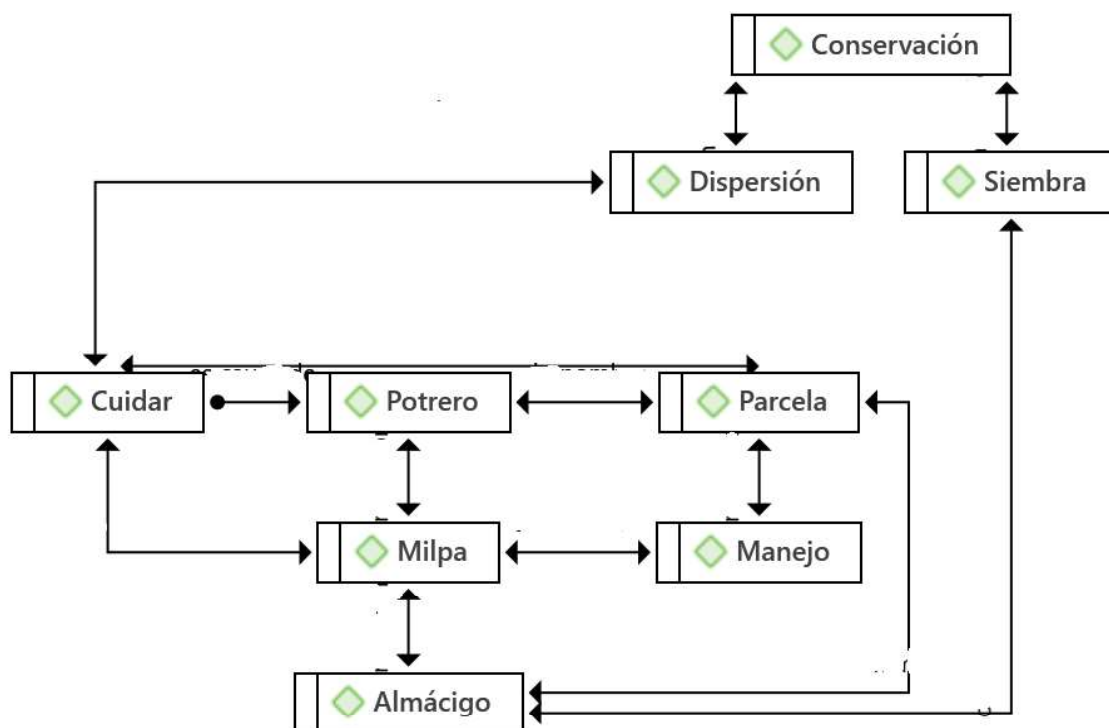 Conservación
Dispersión
Siembra
Cuidar
Potrero
Parcela
Milpa
Manejo
Almácigo